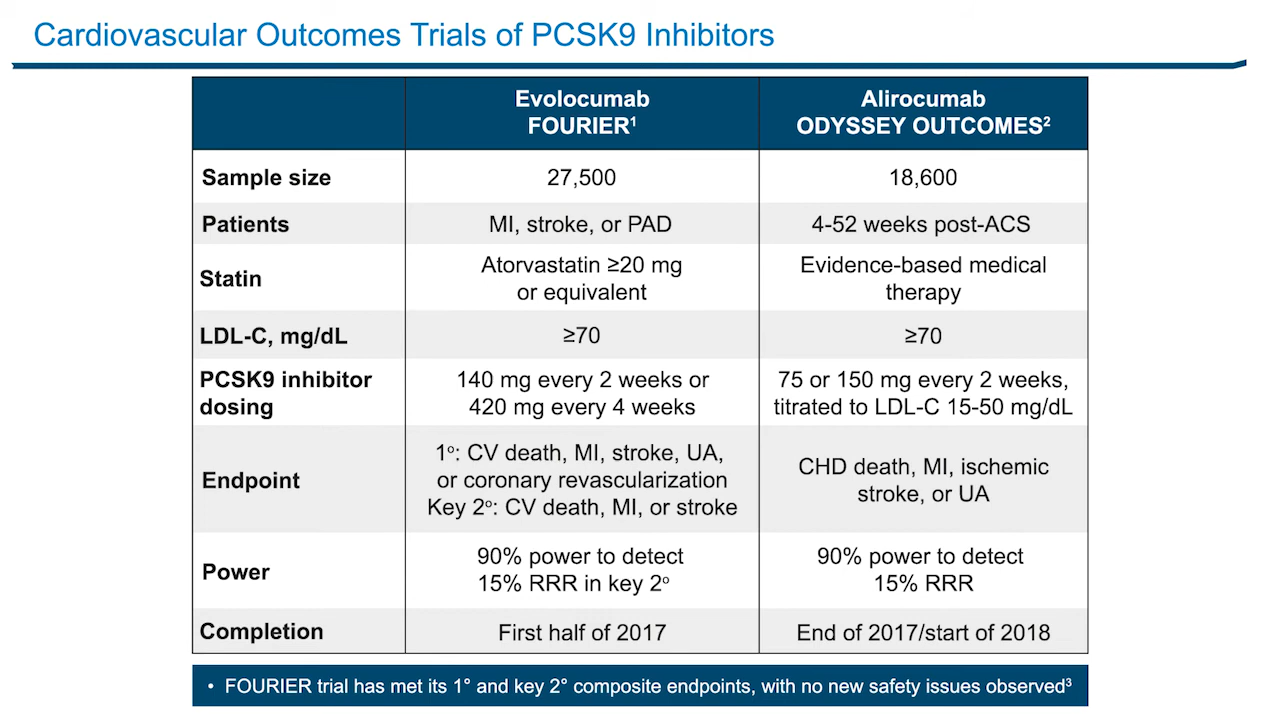 Cardiovascular Outcomes Trials of PCSK9 Inhibitors
Evolocumab
FOURIER¹
Alirocumab
ODYSSEY OUTCOMES²
Sample size
27,500
18,600
Patients
MI, stroke, or PAD
4-52 weeks post-ACS
Statin
Atorvastatin ≥20 mg
or equivalent
Evidence-based medical
therapy
LDL-C, mg/dL
≥70
≥70
PCSK9 inhibitor
dosing
140 mg every 2 weeks or
420 mg every 4 weeks
75 or 150 mg every 2 weeks,
titrated to LDL-C 15-50 mg/dL
Endpoint
1º: CV death, MI, stroke, UA,
or coronary revascularization
Key 2º: CV death, MI, or stroke
CHD death, MI, ischemic
stroke, or UA
Power
90% power to detect
15% RRR in key 2º
90% power to detect
15% RRR
Completion
First half of 2017
End of 2017/start of 2018
• FOURIER trial has met its 1° and key 2° composite endpoints, with no new safety issues observed³